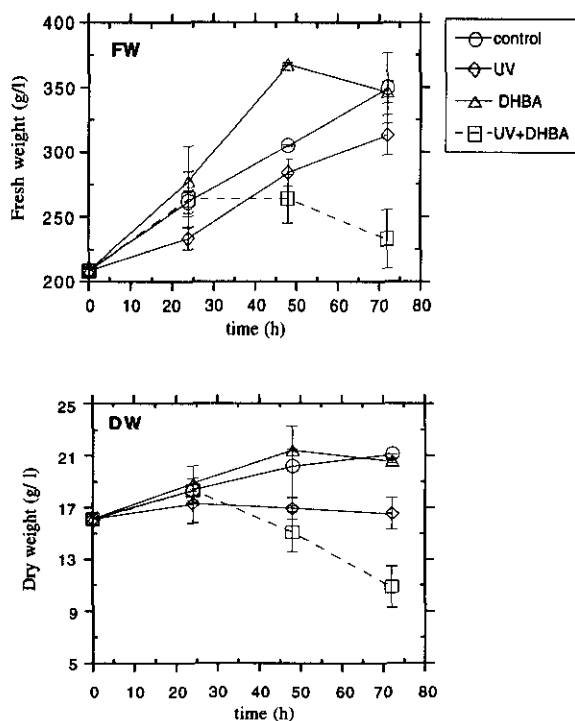 FW
400
350
300
250
200
Fresh weight (g/l)
0 10 20 30 40 50 60 70 80
time (h)
control
UV
DHBA
UV+DHBA
DW
25
21
17
13
9
5
Dry weight (g/ l)
0 10 20 30 40 50 60 70 80
time (h)